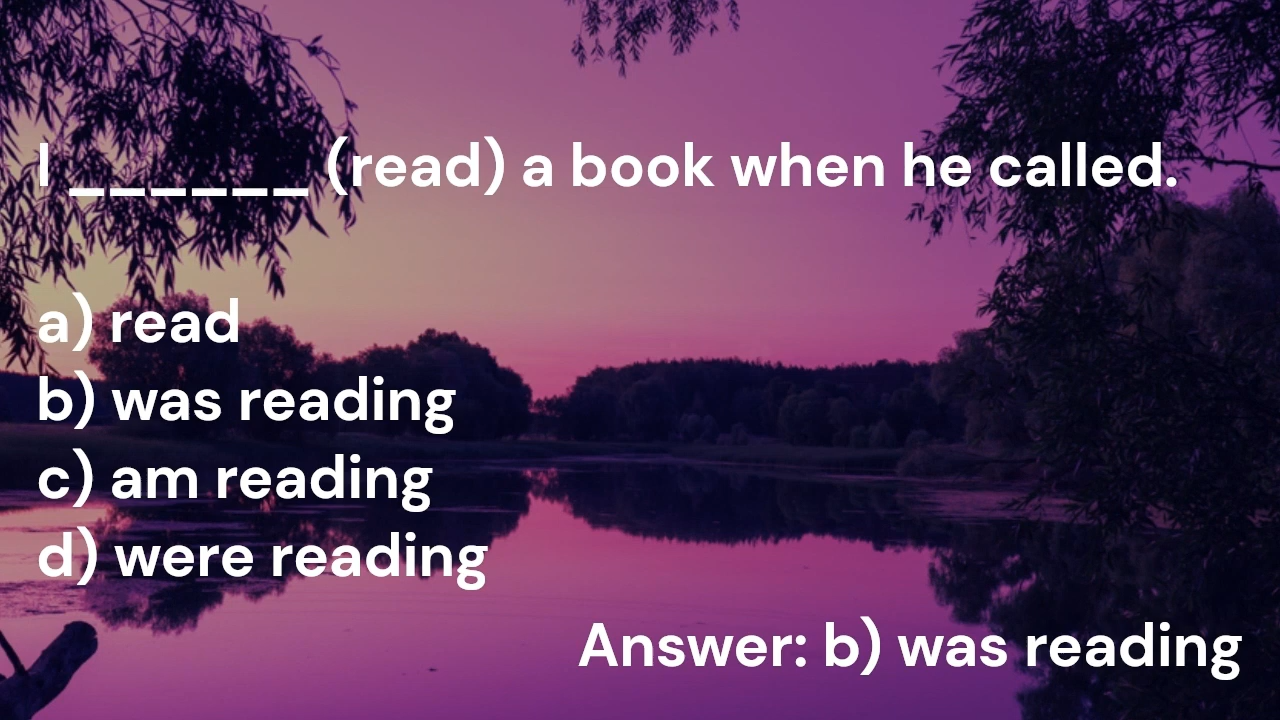 I ______ (read) a book when he called.
a) read
b) was reading
c) am reading
d) were reading
Answer: b) was reading